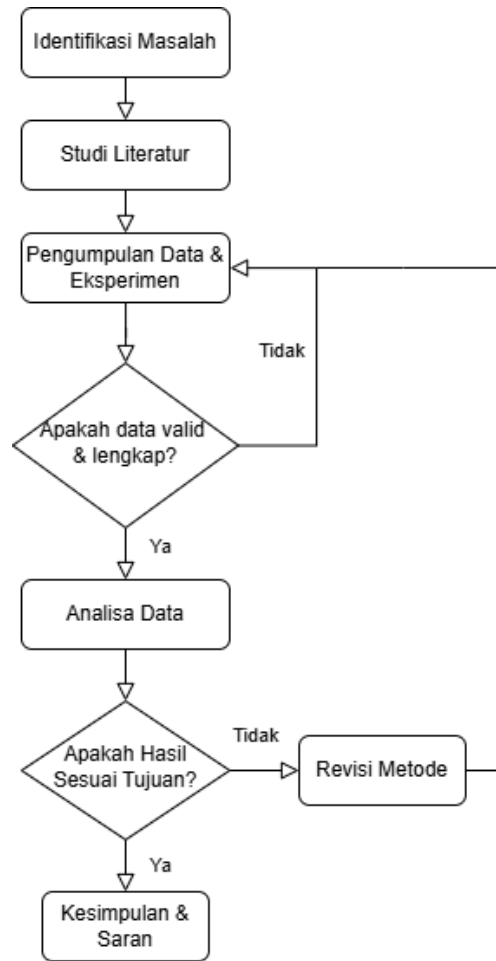 Identifikasi Masalah
Studi Literatur
Pengumpulan Data &
Eksperimen
Tidak
Apakah data valid
& lengkap?
Ya
Analisa Data
Apakah Hasil
Sesuai Tujuan?
Tidak
Revisi Metode
Ya
Kesimpulan &
Saran